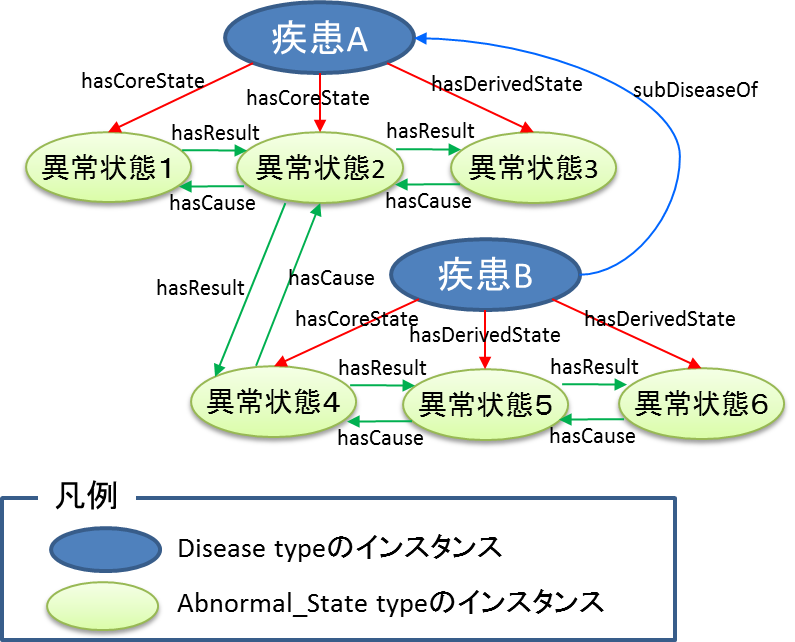 疾患A
hasCoreState
hasCoreState
hasDerivedState
subDiseaseOf
hasResult
hasResult
異常状態1
異常状態2
異常状態3
hasCause
hasCause
疾患B
hasResult
hasCause
hasCoreState
hasDerivedState
hasDerivedState
hasResult
hasResult
異常状態4
異常状態5
異常状態6
hasCause
hasCause
凡例
Disease typeのインスタンス
Abnormal_State typeのインスタンス